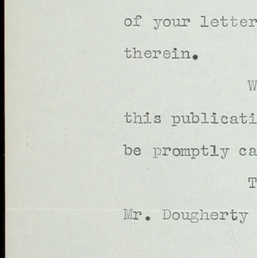 of your letter
therein.
W
this publicati
be promptly ca
T
Mr. Dougherty